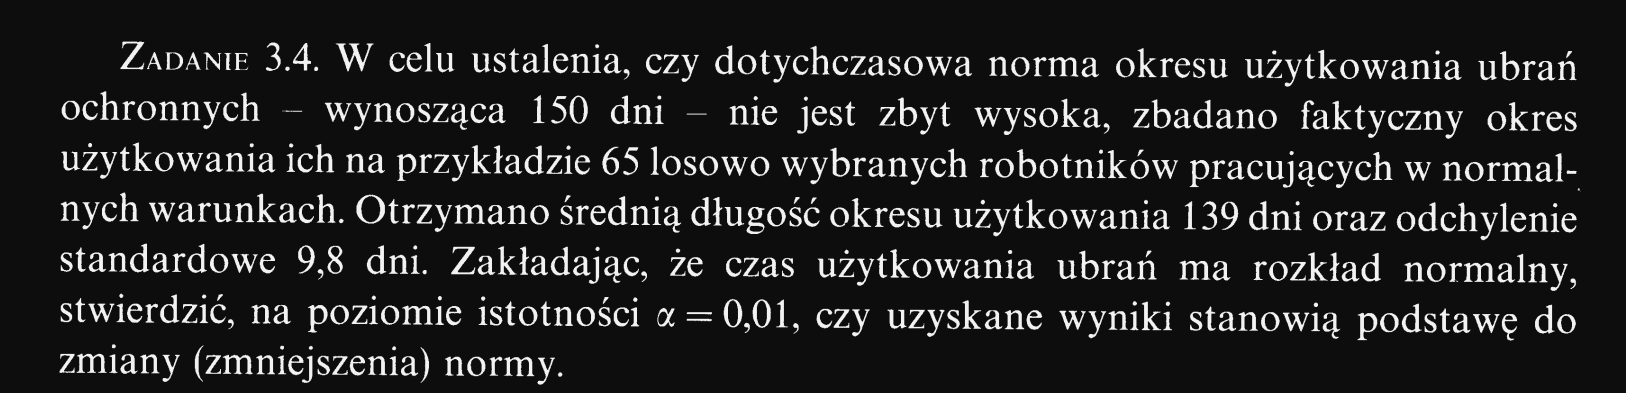 ZADANIE 3.4. W celu ustalenia, czy dotychczasowa norma okresu użytkowania ubrań
ochronnych – wynosząca 150 dni – nie jest zbyt wysoka, zbadano faktyczny okres
użytkowania ich na przykładzie 65 losowo wybranych robotników pracujących w normal-
nych warunkach. Otrzymano średnią długość okresu użytkowania 139 dni oraz odchylenie
standardowe 9,8 dni. Zakładając, że czas użytkowania ubrań ma rozkład normalny,
stwierdzić, na poziomie istotności α = 0,01, czy uzyskane wyniki stanowią podstawę do
zmiany (zmniejszenia) normy.